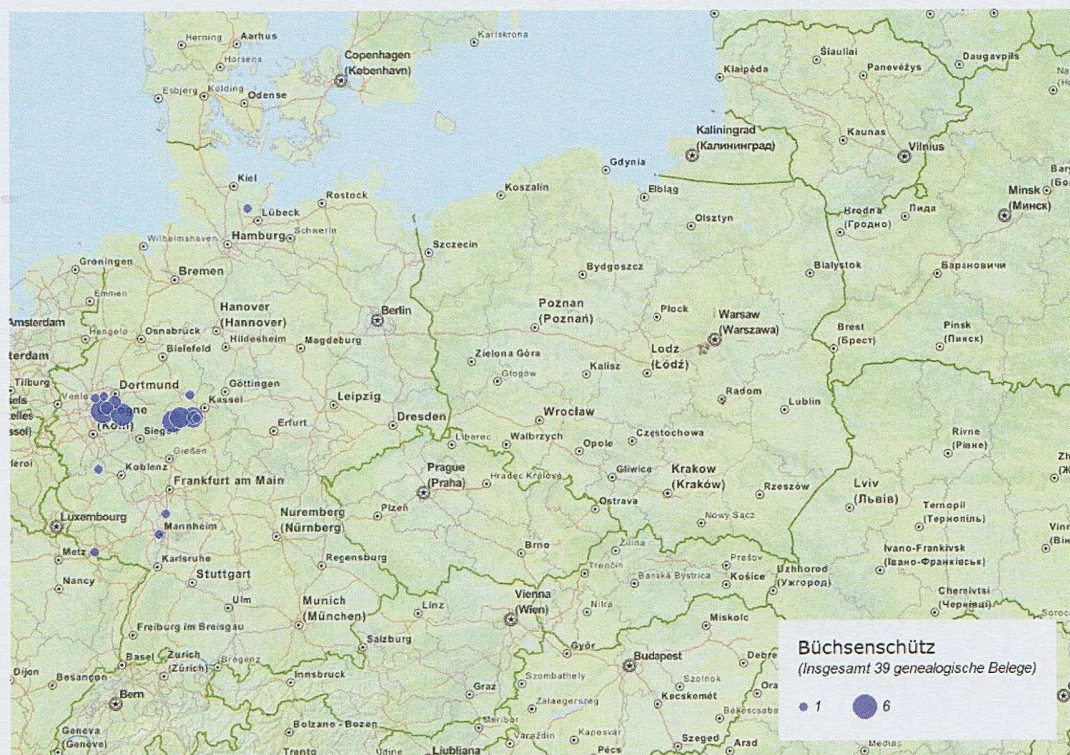 Herning
Aarhus
Horsens
Esbjerg
Kolding
Odense
Copenhagen
(København)
Karlskrona
Klaipėda
Šiauliai
Panevėžys
Daugavpils
Kaunas
Vilnius
Kaliningrad
(Калининград)
Minsk
(Минск)
Gdynia
Elbląg
Olsztyn
Hrodna
(Гродно)
Лида
Барановичи
Kiel
Lübeck
Rostock
Koszalin
Wilhelmshaven
Hamburg
Schwerin
Szczecin
Bydgoszcz
Bialystok
Groningen
Bremen
Emmen
Amsterdam
Hengelo
Osnabrück
Hanover
(Hannover)
Hildesheim
Berlin
Poznan
(Poznań)
Płock
Warsaw
(Warszawa)
Brest
(Брест)
Pinsk
(Пинск)
terdam
Bielefeld
Magdeburg
Zielona Góra
Głogów
Kalisz
Lodz
(Łódź)
Radom
Lublin
Tilburg
Venlo
Dortmund
Göttingen
Kassel
Leipzig
Dresden
Wrocław
(Köln)
Siegen
Erfurt
Gießen
Koblenz
Liberec
Wałbrzych
Opole
Częstochowa
Rivne
(Рівне)
Frankfurt am Main
Prague
(Praha)
Hradec Králové
Gliwice
Krakow
(Kraków)
Rzeszów
Lviv
(Львів)
Ternopil
(Тернопіль)
Luxembourg
Mannheim
Nuremberg
(Nürnberg)
Plzeň
Ostrava
Nowy Sącz
Metz
Karlsruhe
Regensburg
Brno
Žilina
Prešov
Ivano-Frankivsk
(Івано-Франківськ)
Nancy
Stuttgart
Trenčín
Banská Bystrica
Košice
Uzhhorod
(Ужгород)
Ulm
Munich
(München)
Linz
Vienna
(Wien)
Nitra
Miskolc
Chernivtsi
(Чернівці)
Freiburg im Breisgau
Salzburg
Győr
Basel
Zurich
(Zürich)
Bregenz
Budapest
Dijon
Besançon
Bern
Innsbruck
Graz
Szombathely
Szolnok
Zalaegerszeg
Kecskemét
Geneva
(Genève)
Bolzano - Bozen
Trento
Udine
Maribor
Ljubljana
Varaždin
Kaposvár
Pécs
Szeged
Békéscsaba
Arad
Büchsenschütz
(Insgesamt 39 genealogische Belege)
1 6